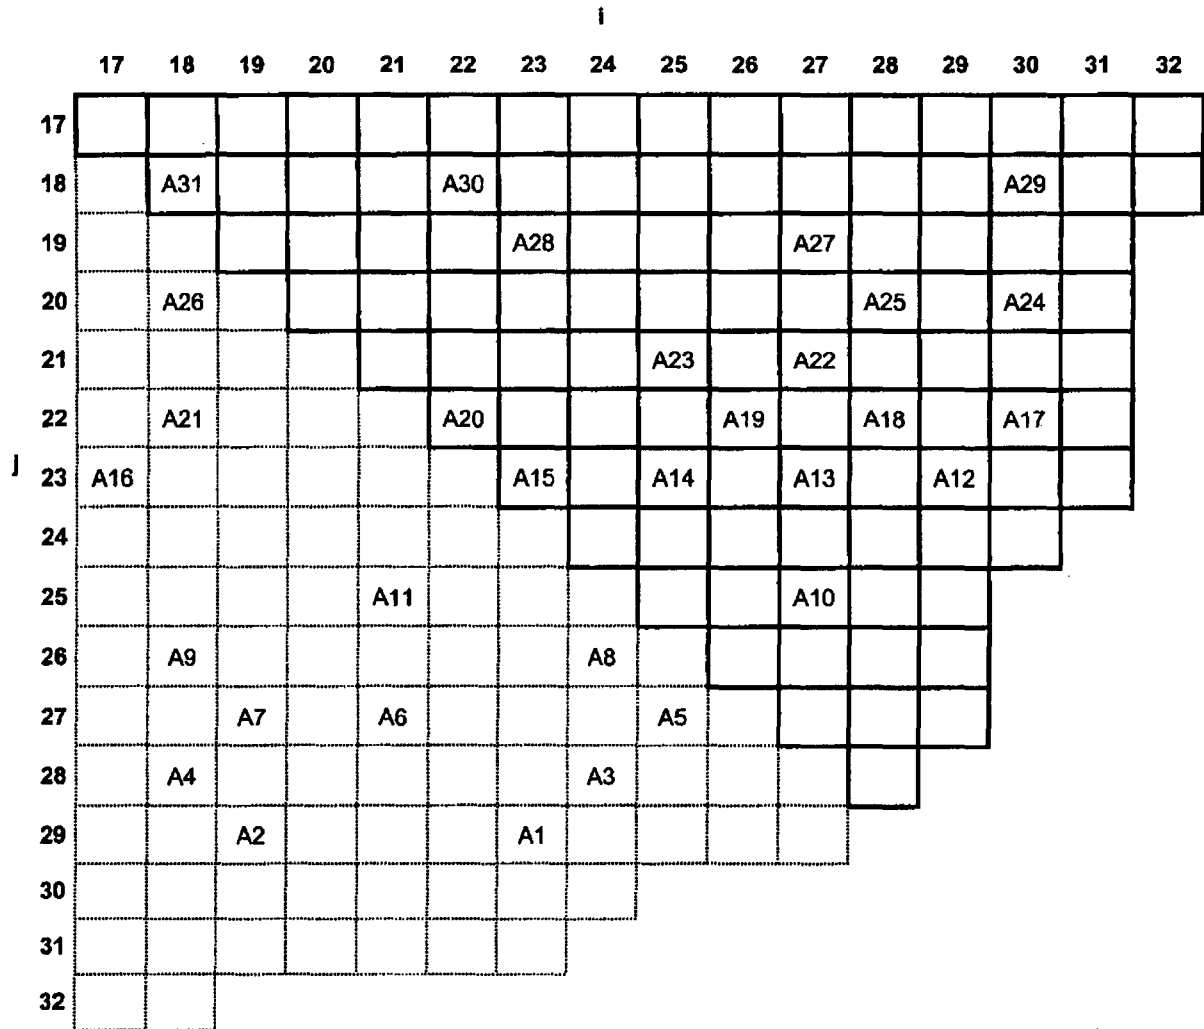 i
17 18 19 20 21 22 23 24 25 26 27 28 29 30 31 32
17
18 A31 A30 A29
19 A28 A27
20 A26 A25 A24
21 A23 A22
22 A21 A20 A19 A18 A17
j
23 A16 A15 A14 A13 A12
24
25 A11 A10
26 A9 A8
27 A7 A6 A5
28 A4 A3
29 A2 A1
30
31
32